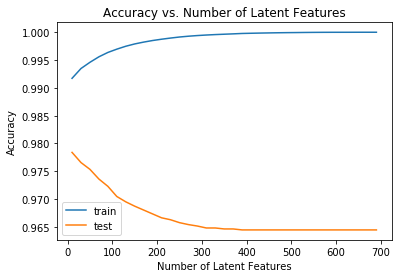 Accuracy vs. Number of Latent Features
1.000
0.995
0.990
0.985
0.980
0.975
0.970
0.965
Accuracy
train
test
0 100 200 300 400 500 600 700
Number of Latent Features